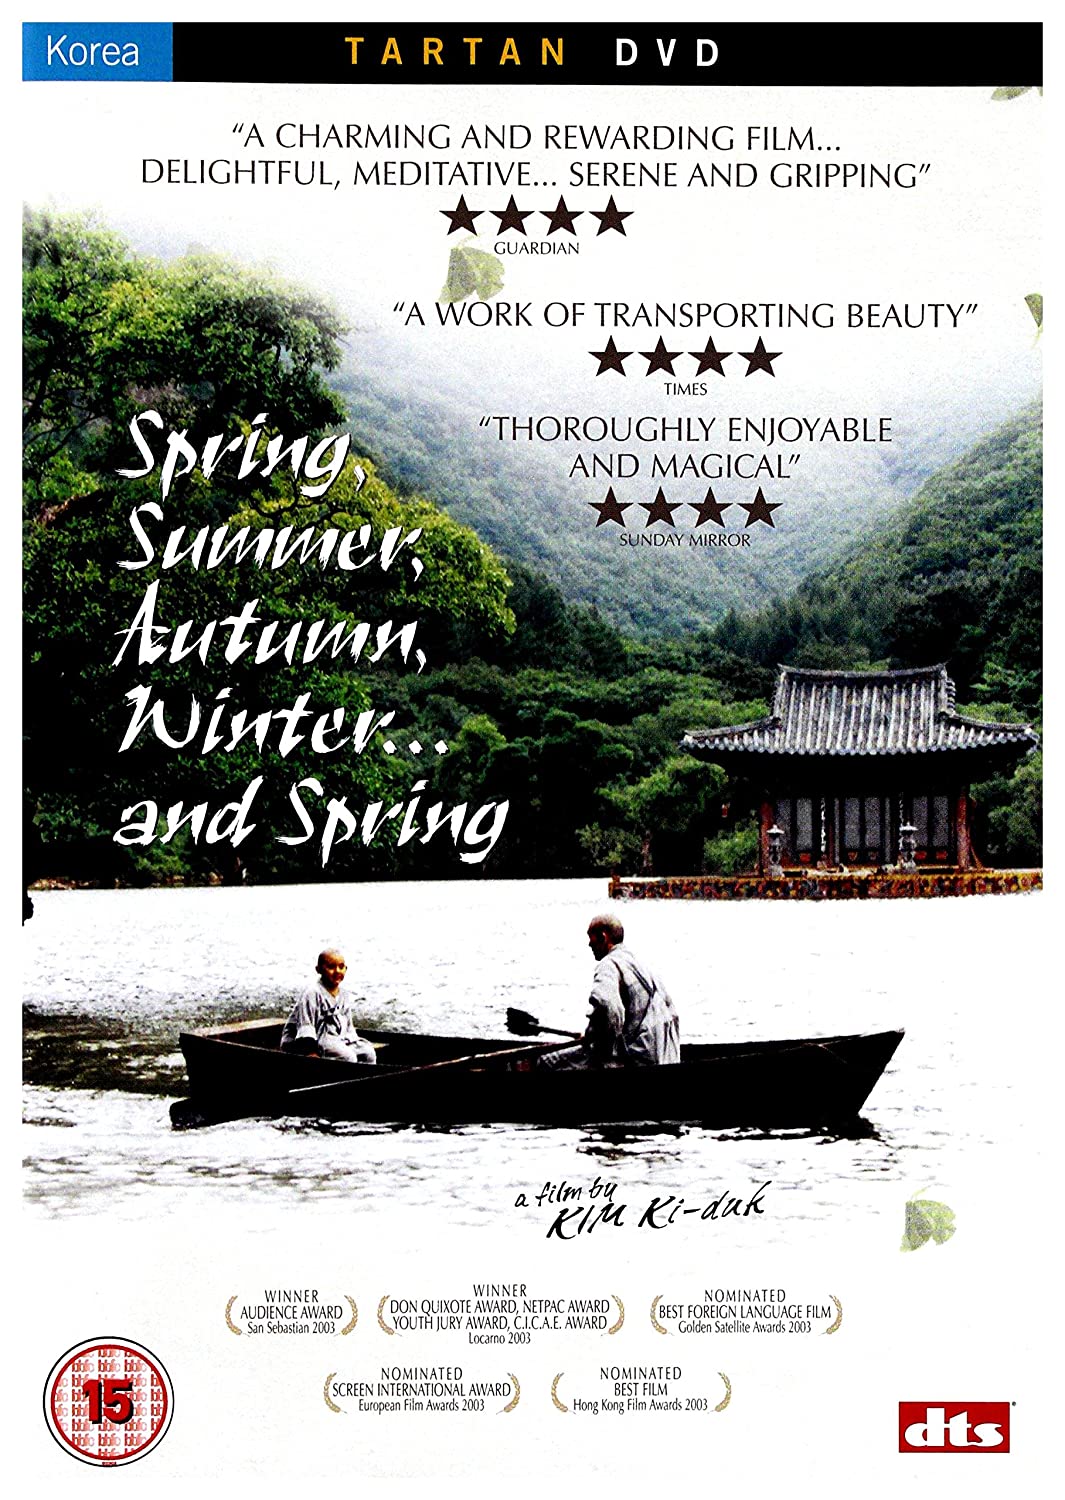 Korea
TARTAN DVD
“A CHARMING AND REWARDING FILM...
DELIGHTFUL, MEDITATIVE... SERENE AND GRIPPING”
GUARDIAN
“A WORK OF TRANSPORTING BEAUTY”
TIMES
“THOROUGHLY ENJOYABLE
AND MAGICAL”
SUNDAY MIRROR
Spring,
Summer,
Autumn,
Winter...
and Spring
a film by
KIM Ki-duk
WINNER
AUDIENCE AWARD
San Sebastian 2003
WINNER
DON QUIXOTE AWARD, NETPAC AWARD
YOUTH JURY AWARD, C.I.C.A.E. AWARD
Locarno 2003
NOMINATED
BEST FOREIGN LANGUAGE FILM
Golden Satellite Awards 2003
NOMINATED
SCREEN INTERNATIONAL AWARD
European Film Awards 2003
NOMINATED
BEST FILM
Hong Kong Film Awards 2003
15
dts